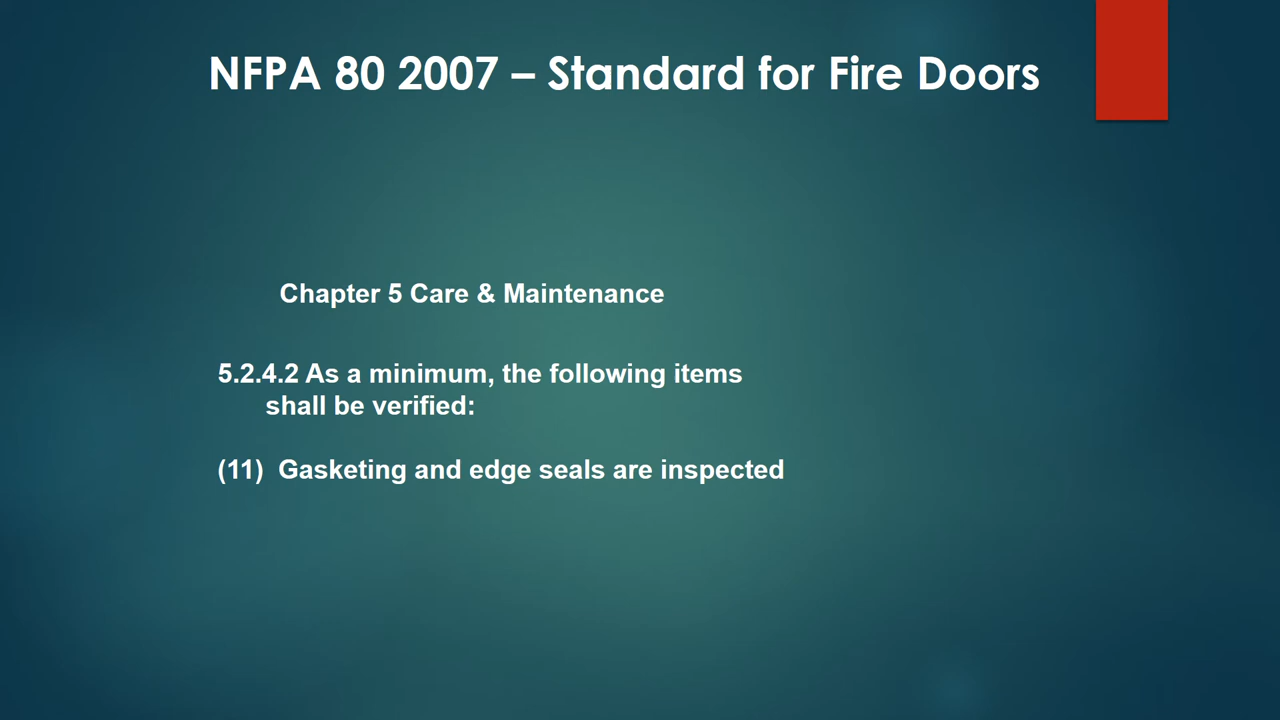 NFPA 80 2007 – Standard for Fire Doors
Chapter 5 Care & Maintenance
5.2.4.2 As a minimum, the following items
shall be verified:
(11) Gasketing and edge seals are inspected